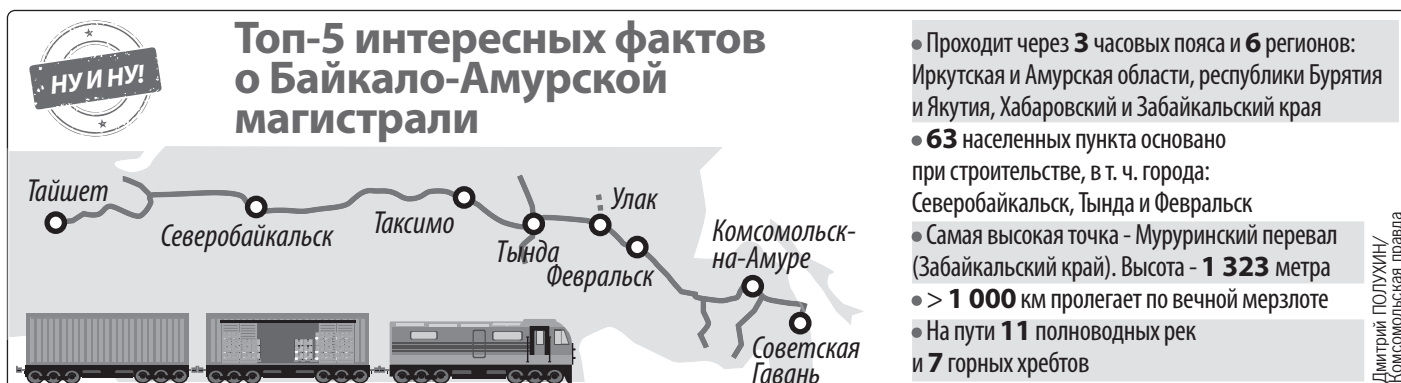 НУ И НУ!
Топ-5 интересных фактов
о Байкало-Амурской
магистрали
Тайшет
Северобайкальск
Таксимо
Тында
Улак
Февральск
Комсомольск-
на-Амуре
Советская
Гавань
• Проходит через 3 часовых пояса и 6 регионов:
Иркутская и Амурская области, республики Бурятия
и Якутия, Хабаровский и Забайкальский края
• 63 населенных пункта основано
при строительстве, в т. ч. города:
Северобайкальск, Тында и Февральск
• Самая высокая точка - Муруринский перевал
(Забайкальский край). Высота - 1 323 метра
• > 1 000 км пролегает по вечной мерзлоте
• На пути 11 полноводных рек
и 7 горных хребтов
Дмитрий ПОЛУХИН/
Комсомольская правда